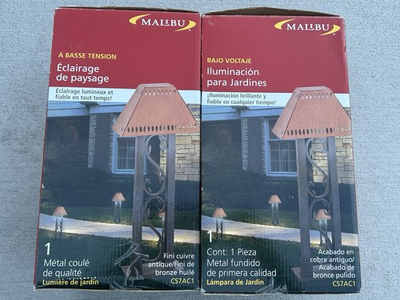 MALIBU
À BASSE TENSION
Éclairage
de paysage
Éclairage lumineux et
fiable en tout temps!
1
Métal coulé
de qualité
Lumière de jardin
Fini cuivre
antique/Fini de
bronze huilé
CS7AC1
MALIBU
BAJO VOLTAJE
Iluminación
para Jardines
¡Iluminación brillante y
fiable en cualquier tiempo!
1
Cont: 1 Pieza
Metal fundido
de primera calidad
Lámpara de Jardín
Acabado en
cobre antiguo/
Acabado de
bronce pulido
CS7AC1